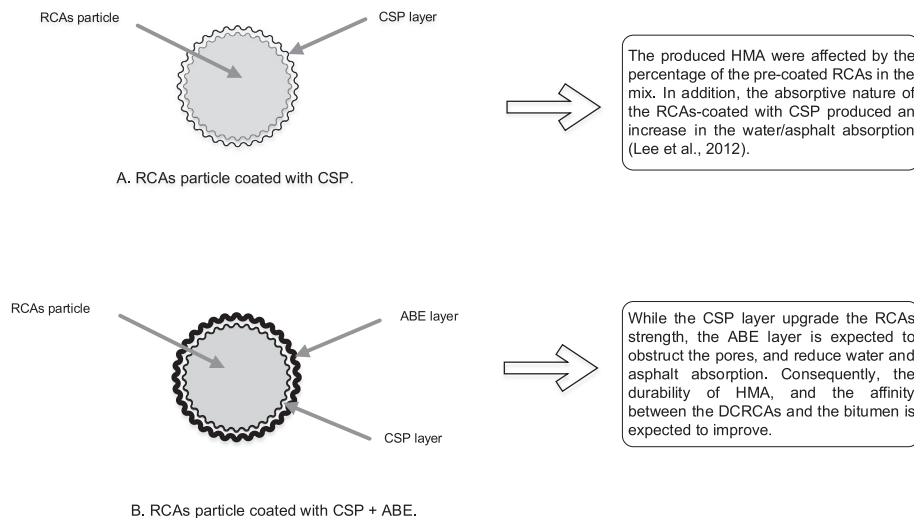 RCAs particle
CSP layer
The produced HMA were affected by the
percentage of the pre-coated RCAs in the
mix. In addition, the absorptive nature of
the RCAs-coated with CSP produced an
increase in the water/asphalt absorption
(Lee et al., 2012).
A. RCAs particle coated with CSP.
RCAs particle
ABE layer
CSP layer
While the CSP layer upgrade the RCAs
strength, the ABE layer is expected to
obstruct the pores, and reduce water and
asphalt absorption. Consequently, the
durability of HMA, and the affinity
between the DCRCAs and the bitumen is
expected to improve.
B. RCAs particle coated with CSP + ABE.